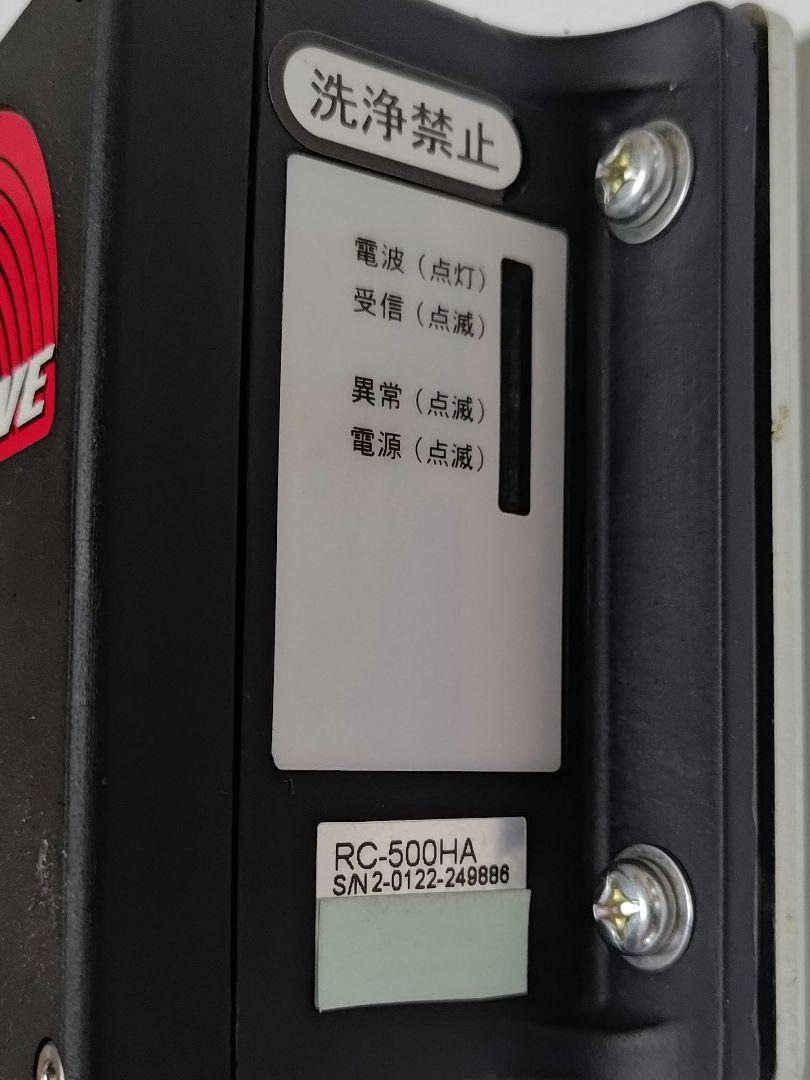 洗浄禁止
電波（点灯）
受信（点滅）
異常（点滅）
電源（点滅）
RC-500HA
S/N 2-0122-249886